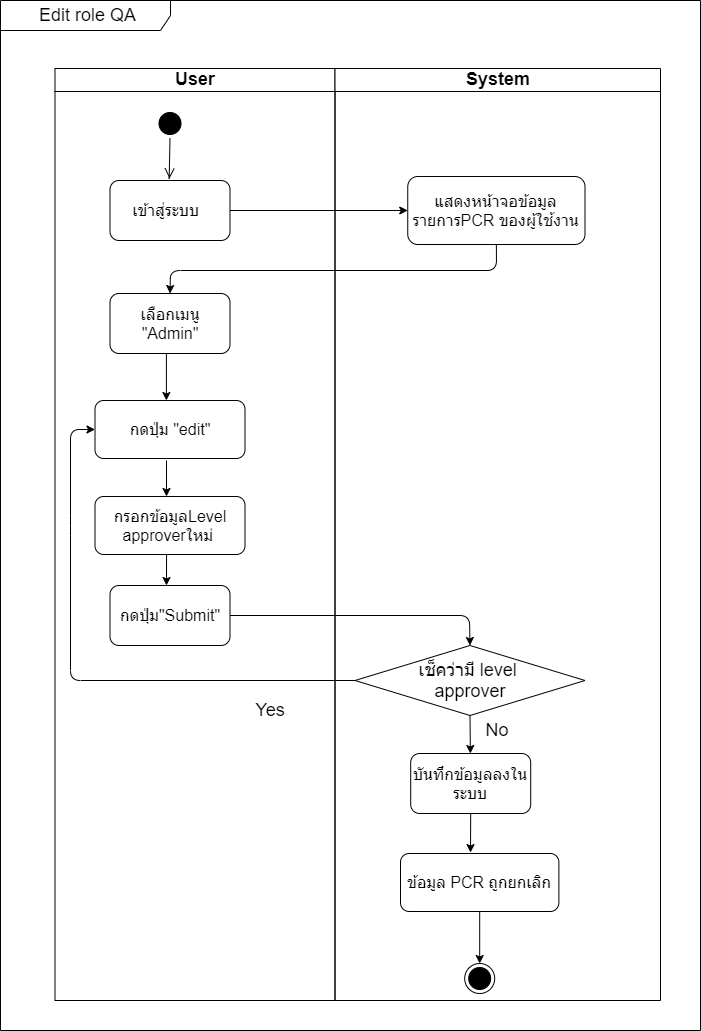 Edit role QA
User
System
เข้าสู่ระบบ
แสดงหน้าจอข้อมูล
รายการPCR ของผู้ใช้งาน
เลือกเมนู
"Admin"
กดปุ่ม "edit"
กรอกข้อมูลLevel
approverใหม่
กดปุ่ม"Submit"
เช็คว่ามี level
approver
Yes
No
บันทึกข้อมูลลงใน
ระบบ
ข้อมูล PCR ถูกยกเลิก